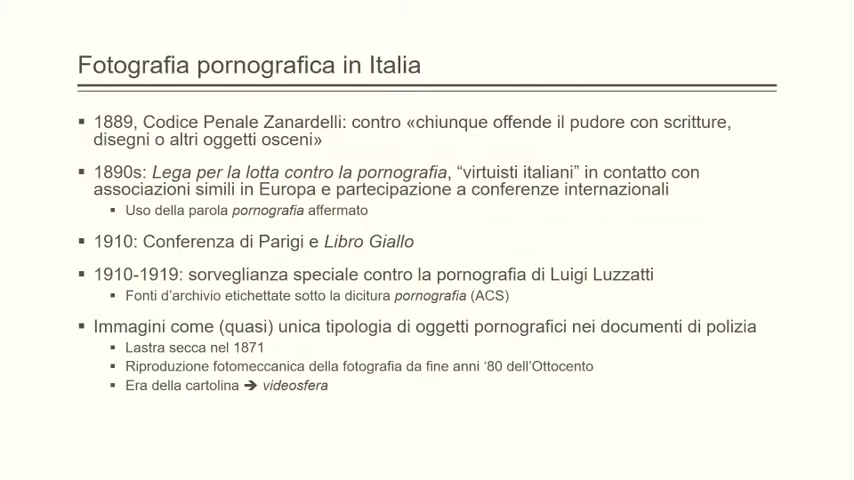 Fotografia pornografica in Italia
▪ 1889, Codice Penale Zanardelli: contro «chiunque offende il pudore con scritture,
disegni o altri oggetti osceni»
▪ 1890s: Lega per la lotta contro la pornografia, “virtuisti italiani” in contatto con
associazioni simili in Europa e partecipazione a conferenze internazionali
▪ Uso della parola pornografia affermato
▪ 1910: Conferenza di Parigi e Libro Giallo
▪ 1910-1919: sorveglianza speciale contro la pornografia di Luigi Luzzatti
▪ Fonti d’archivio etichettate sotto la dicitura pornografia (ACS)
▪ Immagini come (quasi) unica tipologia di oggetti pornografici nei documenti di polizia
▪ Lastra secca nel 1871
▪ Riproduzione fotomeccanica della fotografia da fine anni ‘80 dell’Ottocento
▪ Era della cartolina ➔ videosfera